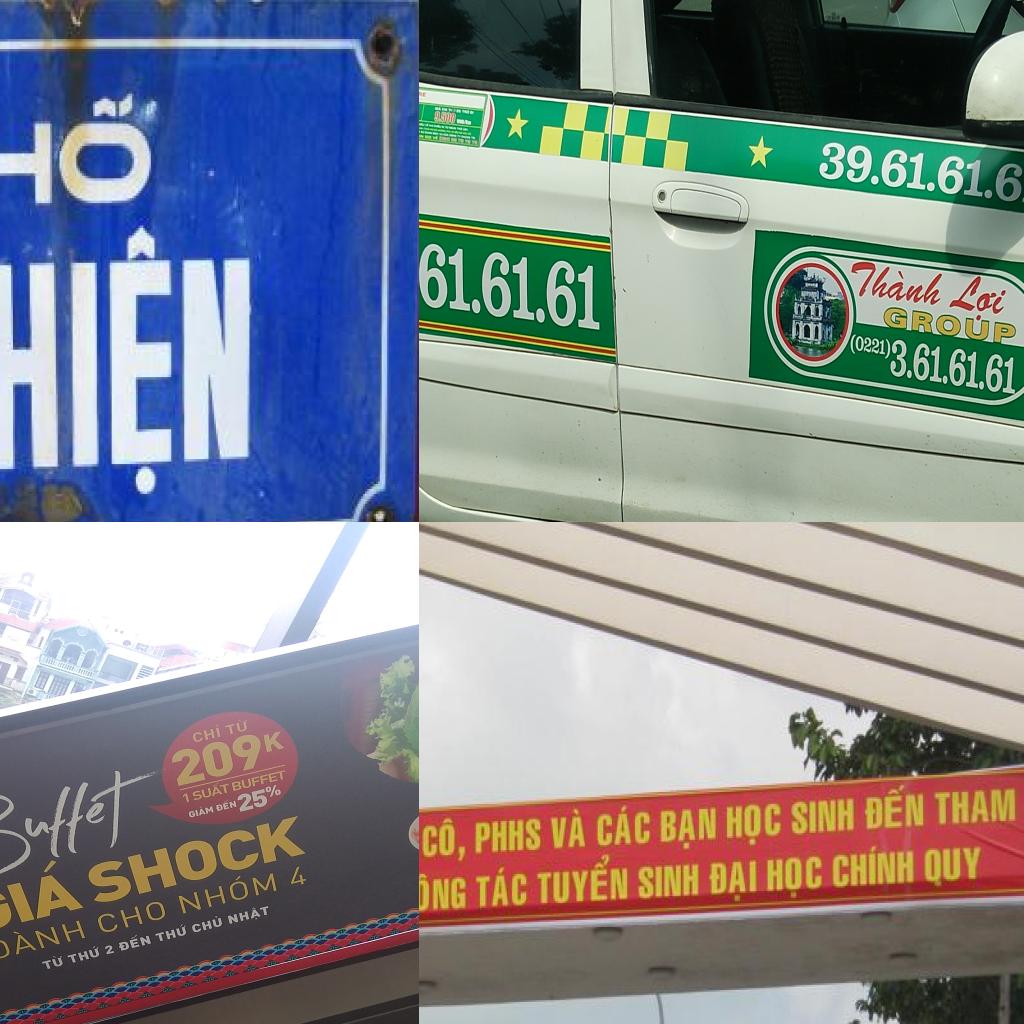 HỐ
HIỆN
9.500
39.61.61.6
61.61.61
Thành Lợi
GROUP
(0221)3.61.61.61
CHỈ TỪ
209K
1 SUẤT BUFFET
GIẢM ĐẾN 25%
Buffet
GIÁ SHOCK
DÀNH CHO NHÓM 4
TỪ THỨ 2 ĐẾN THỨ CHỦ NHẬT
CÔ, PHHS VÀ CÁC BẠN HỌC SINH ĐẾN THAM
ÔNG TÁC TUYỂN SINH ĐẠI HỌC CHÍNH QUY